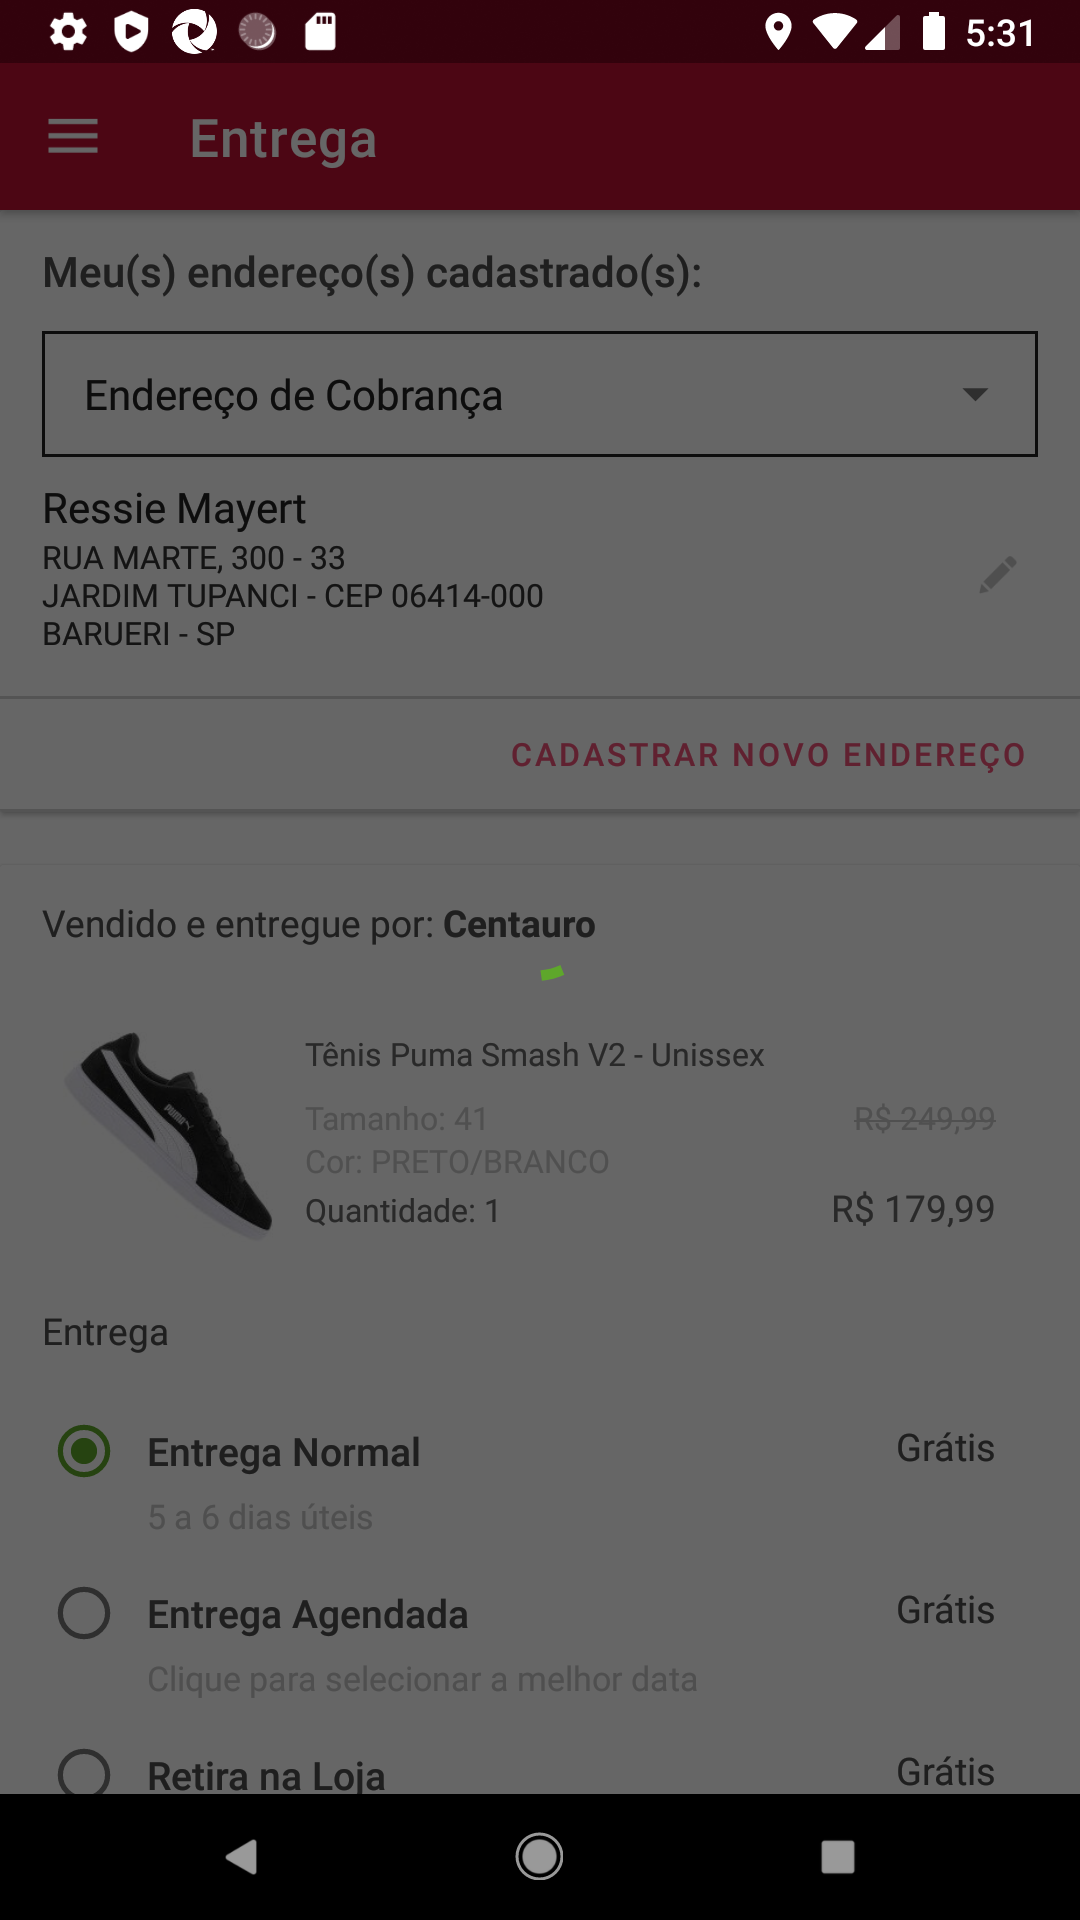 5:31
Entrega
Meu(s) endereço(s) cadastrado(s):
Endereço de Cobrança
Ressie Mayert
RUA MARTE, 300 - 33
JARDIM TUPANCI - CEP 06414-000
BARUERI - SP
CADASTRAR NOVO ENDEREÇO
Vendido e entregue por: Centauro
Tênis Puma Smash V2 - Unissex
Tamanho: 41 R$ 249,99
Cor: PRETO/BRANCO
Quantidade: 1 R$ 179,99
Entrega
Entrega Normal Grátis
5 a 6 dias úteis
Entrega Agendada Grátis
Clique para selecionar a melhor data
Retira na Loja Grátis